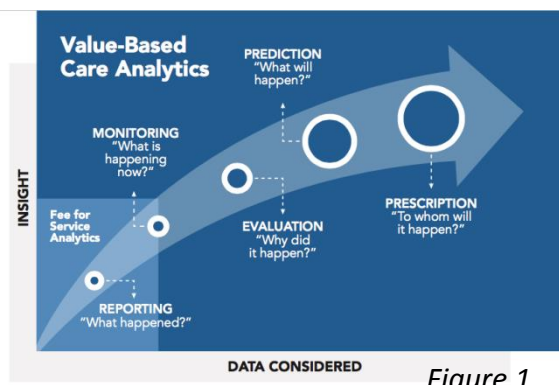 Value-Based
Care Analytics
PREDICTION
“What will
happen?”
MONITORING
“What is
happening
now?”
PRESCRIPTION
“To whom will
it happen?”
Fee for
Service
Analytics
EVALUATION
“Why did
it happen?”
REPORTING
“What happened?”
INSIGHT
DATA CONSIDERED
Figure 1